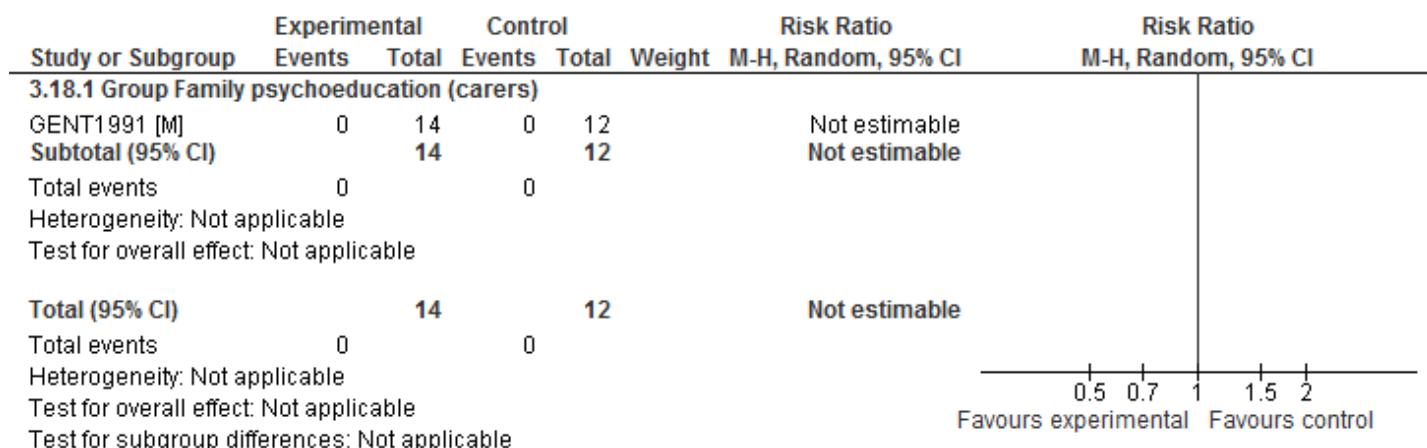 Experimental Control Risk Ratio Risk Ratio
Study or Subgroup Events Total Events Total Weight M-H, Random, 95% CI M-H, Random, 95% CI
3.18.1 Group Family psychoeducation (carers)
GENT1991 [M] 0 14 0 12 Not estimable
Subtotal (95% CI) 14 12 Not estimable
Total events 0 0
Heterogeneity: Not applicable
Test for overall effect: Not applicable
Total (95% CI) 14 12 Not estimable
Total events 0 0
Heterogeneity: Not applicable
Test for overall effect: Not applicable
Test for subgroup differences: Not applicable
0.5 0.7 1 1.5 2
Favours experimental Favours control